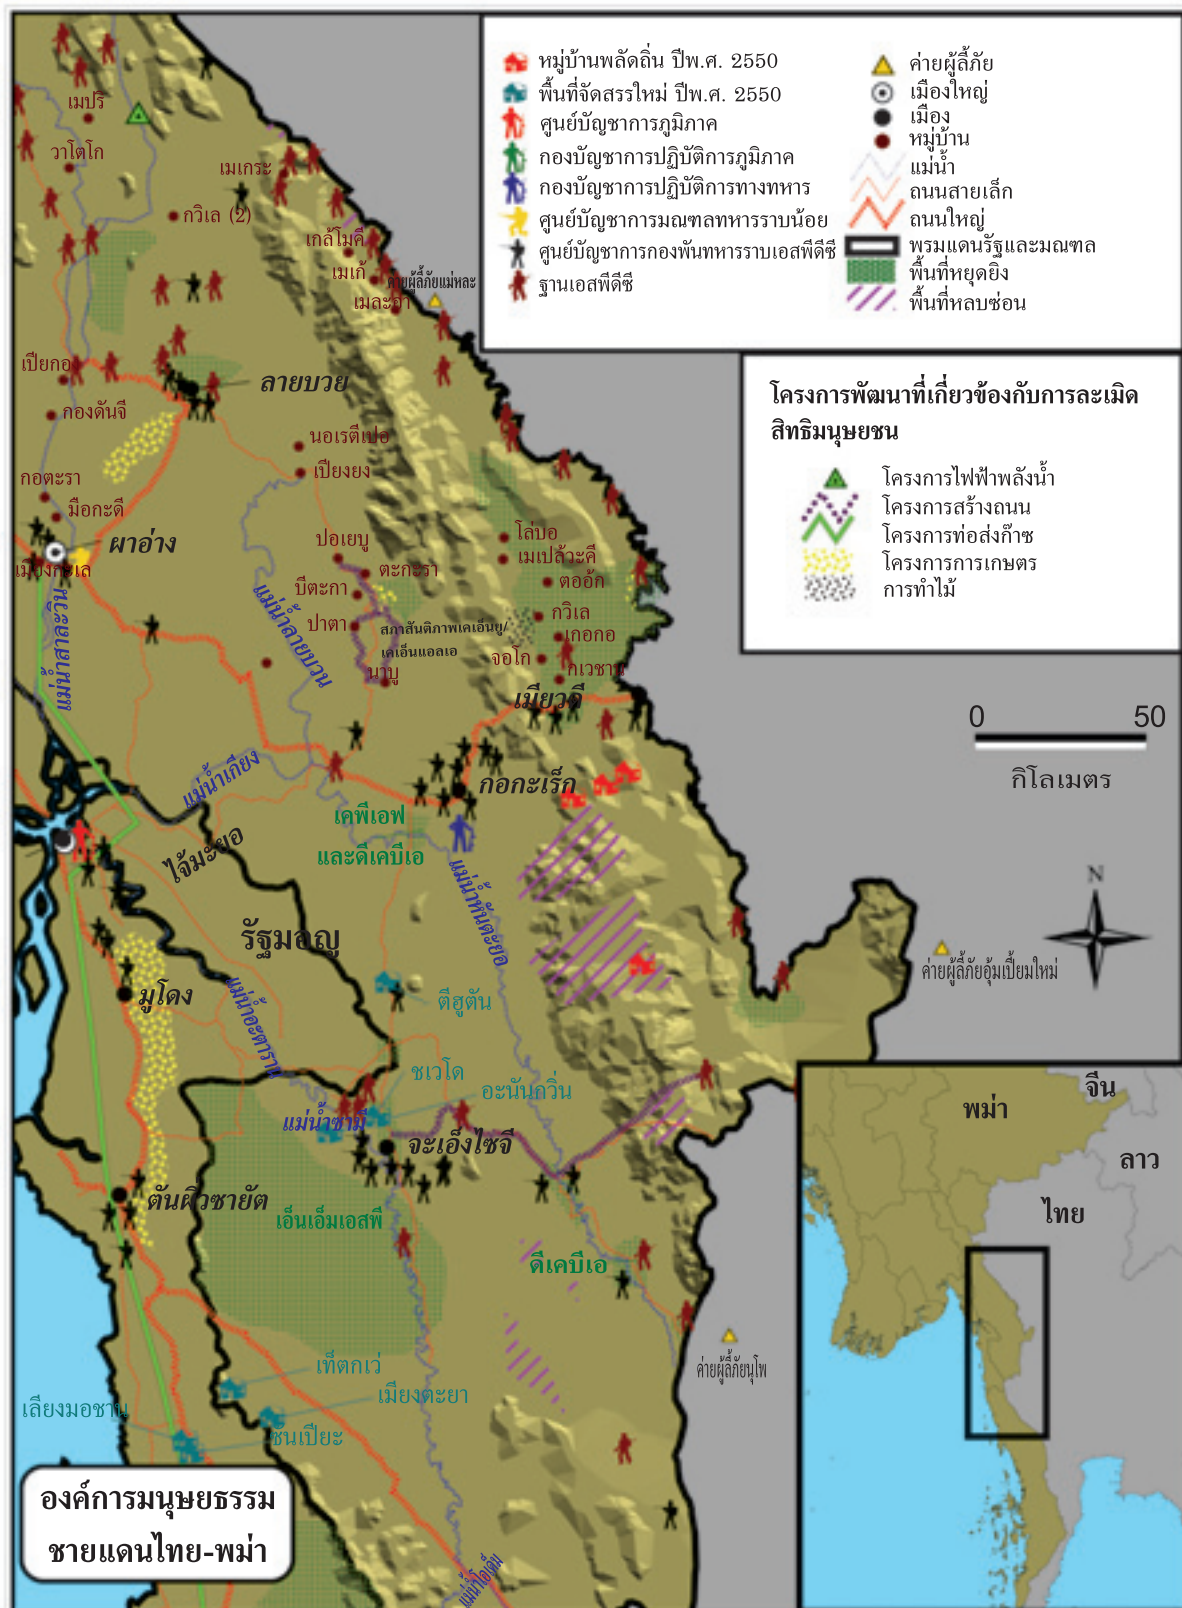 หมู่บ้านพลัดถิ่น ปีพ.ศ. 2550
พื้นที่จัดสรรใหม่ ปีพ.ศ. 2550
ศูนย์บัญชาการภูมิภาค
กองบัญชาการปฏิบัติการภูมิภาค
กองบัญชาการปฏิบัติการทางทหาร
ศูนย์บัญชาการมณฑลทหารราบน้อย
ศูนย์บัญชาการกองพันทหารราบเอสพีดีซี
ฐานเอสพีดีซี
ค่ายผู้ลี้ภัย
เมืองใหญ่
เมือง
หมู่บ้าน
แม่น้ำ
ถนนสายเล็ก
ถนนใหญ่
พรมแดนรัฐและมณฑล
พื้นที่หยุดยิง
พื้นที่หลบซ่อน
โครงการพัฒนาที่เกี่ยวข้องกับการละเมิด
สิทธิมนุษยชน
โครงการไฟฟ้าพลังน้ำ
โครงการสร้างถนน
โครงการท่อส่งก๊าซ
โครงการการเกษตร
การทำไม้
0 50
กิโลเมตร
N
เมปรี
วาโตโก
เมเกระ
กวิเล (2)
เกล้โมคี
เมเก้
ค่ายผู้ลี้ภัยแม่หละ
เมละตา
เปียกอง
ลายบวย
กองดันจี
นอเรตีเปอ
เปียงยง
กอตะรา
มือกะดี
ผาอ่าง
เมืองกะเล
แม่น้ำสาละวิน
แม่น้ำลายบวน
ปอเยบู
ตะกะรา
บีตะกา
ปาตา
สภาสันติภาพเคเอ็นยู/
เคเอ็นแอลเอ
นาบู
โล่บอ
เมเปล้วะคี
ตออ้ก
กวิเล
เกอกอ
จอโก
กเวชาน
เมียวดี
แม่น้ำเกียง
กอกะเร็ก
เคพีเอฟ
และดีเคบีเอ
ไจ้มะยอ
แม่น้ำหันตะยอ
รัฐมอญ
มูโดง
แม่น้ำอะตาราน
ตีฮูตัน
ค่ายผู้ลี้ภัยอุ้มเปี้ยมใหม่
ชเวโด
อะนันกวิ่น
แม่น้ำซามี
จะเอ็งไซจี
ตันผิวซายัต
เอ็นเอ็มเอสพี
ดีเคบีเอ
ค่ายผู้ลี้ภัยนุโพ
เท็ตกเว่
เมียงตะยา
เลียงมอชาน
ซันเปียะ
องค์การมนุษยธรรม
ชายแดนไทย-พม่า
จีน
พม่า
ลาว
ไทย